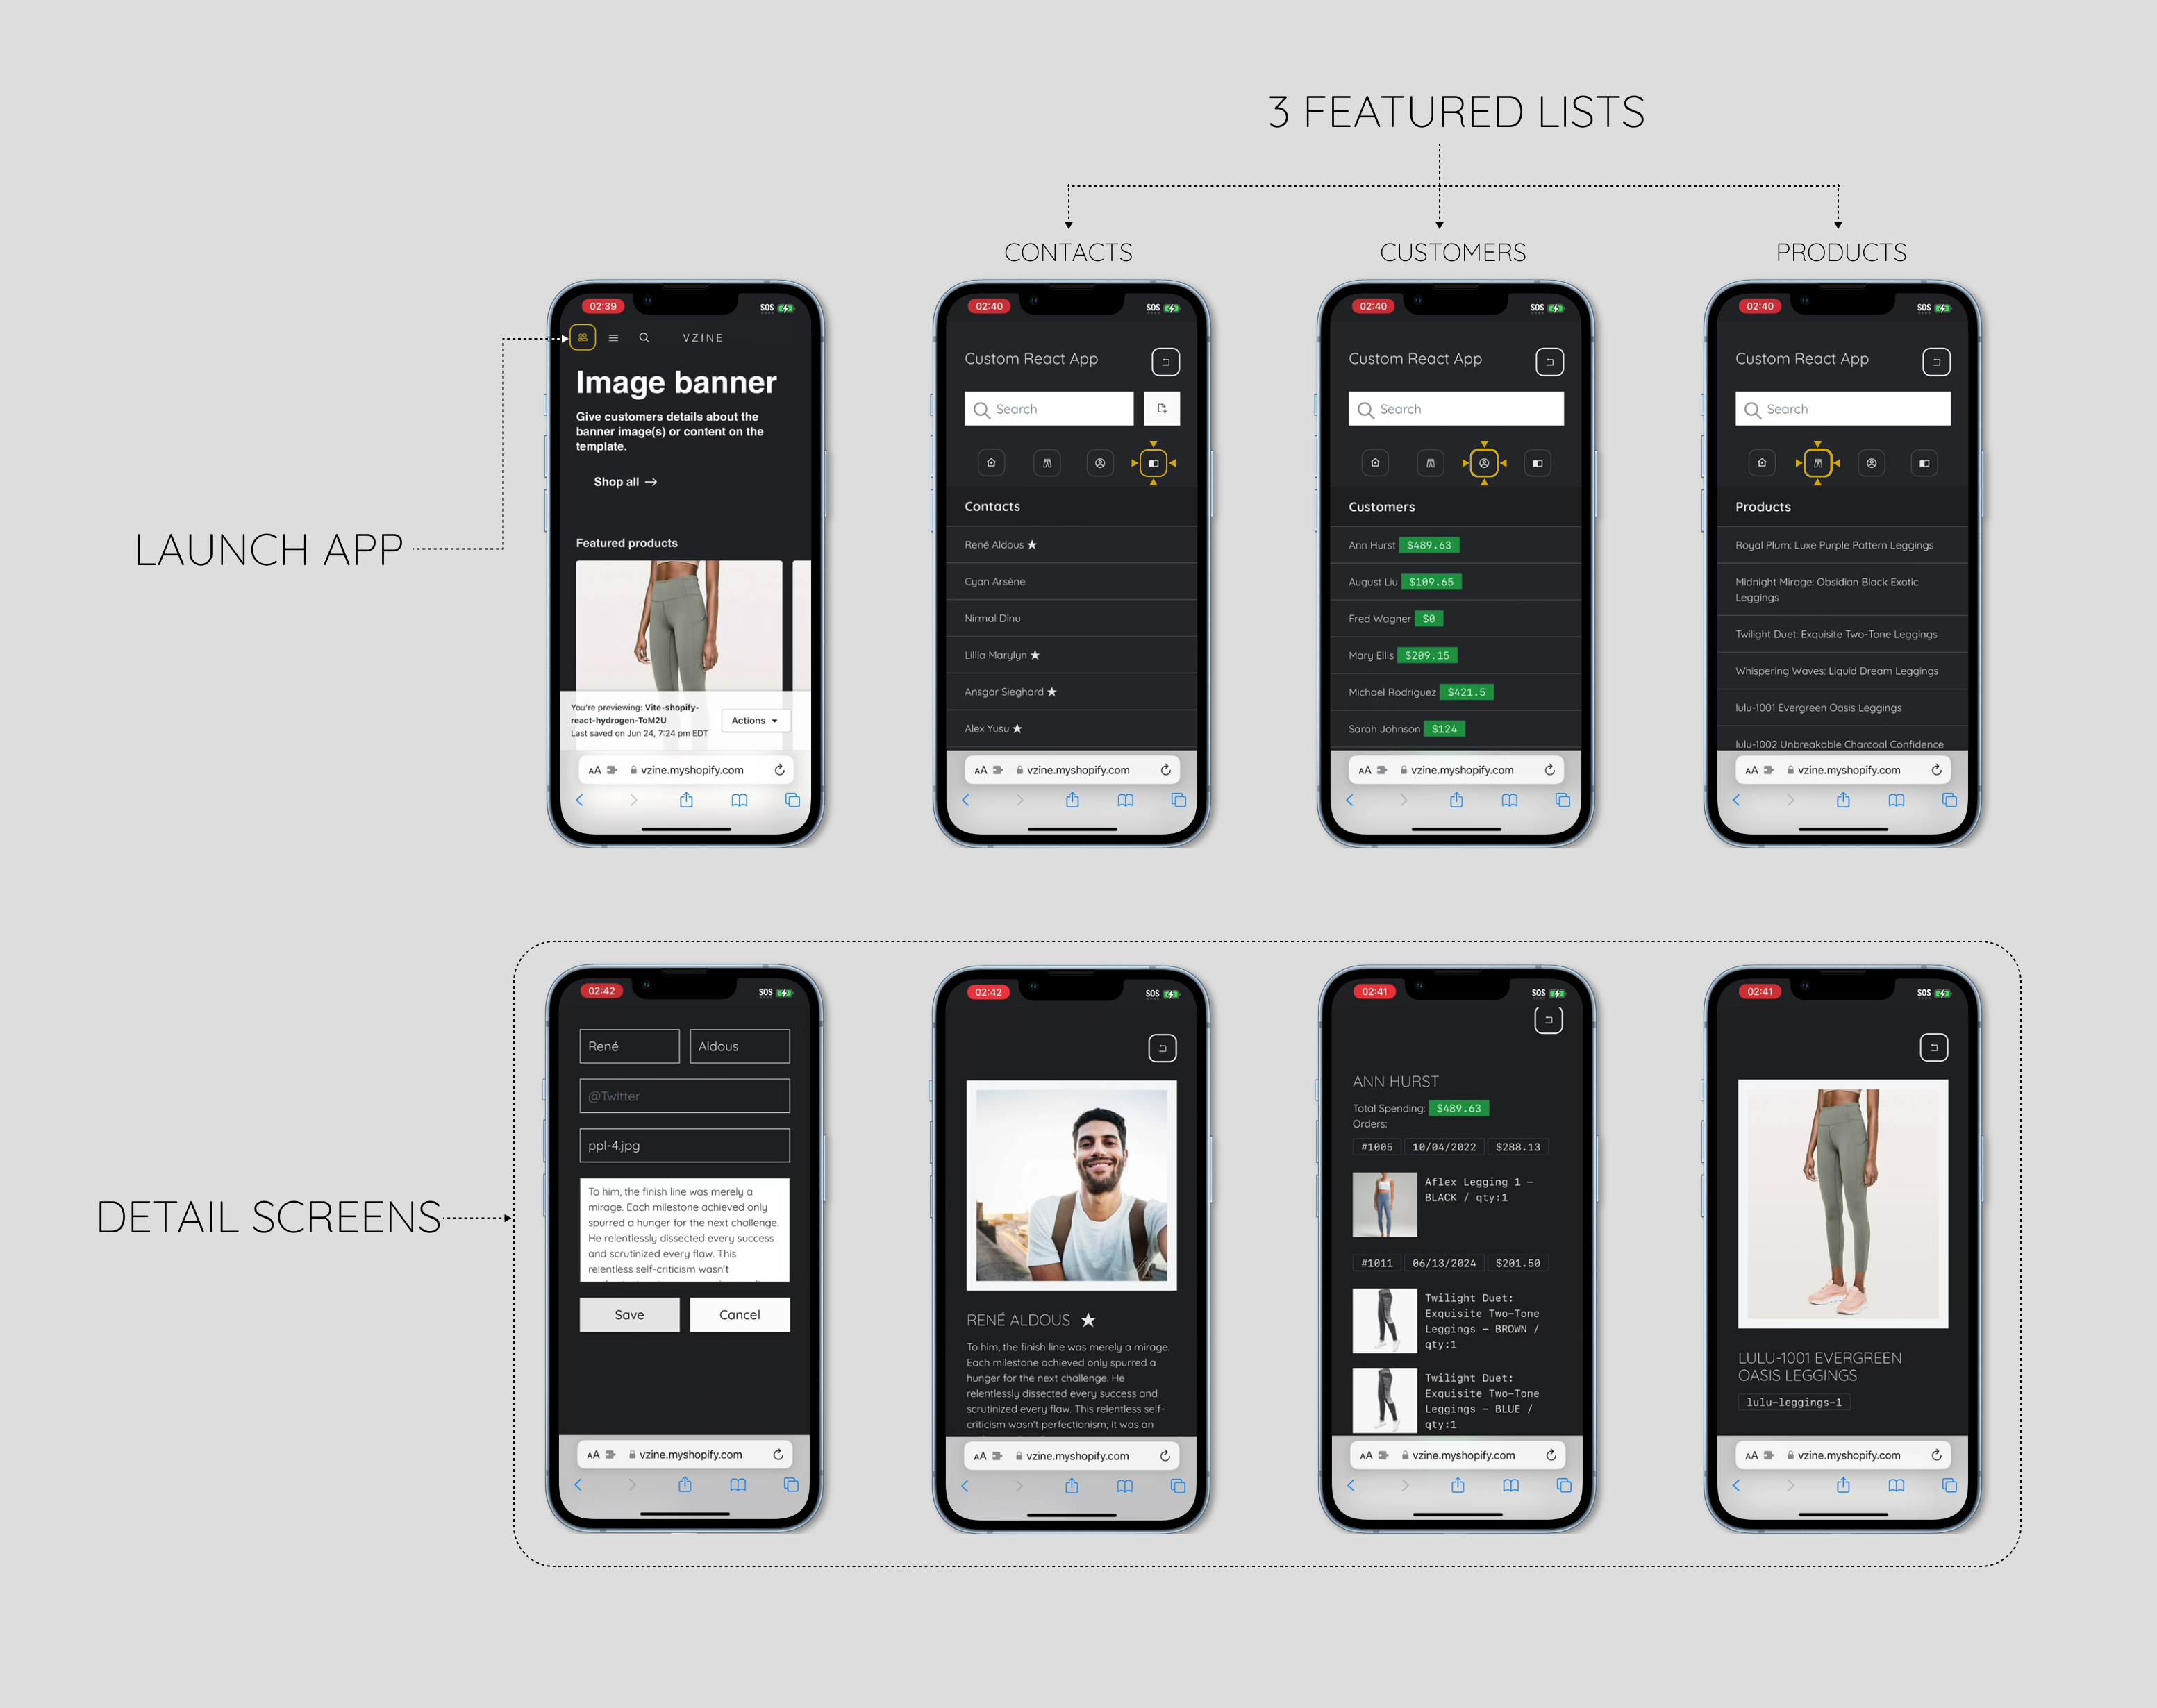 3 FEATURED LISTS
CONTACTS
CUSTOMERS
PRODUCTS
LAUNCH APP
02:39
SOS
VZINE
Image banner
Give customers details about the
banner image(s) or content on the
template.
Shop all →
Featured products
You're previewing: Vite-shopify-
react-hydrogen-ToM2U
Last saved on Jun 24, 7:24 pm EDT
Actions
AA
vzine.myshopify.com
02:40
SOS
Custom React App
Search
Contacts
René Aldous ★
Cyan Arsène
Nirmal Dinu
Lillia Marylyn ★
Ansgar Sieghard ★
Alex Yusu ★
AA
vzine.myshopify.com
02:40
SOS
Custom React App
Search
Customers
Ann Hurst $489.63
August Liu $109.65
Fred Wagner $0
Mary Ellis $209.15
Michael Rodriguez $421.5
Sarah Johnson $124
AA
vzine.myshopify.com
02:40
SOS
Custom React App
Search
Products
Royal Plum: Luxe Purple Pattern Leggings
Midnight Mirage: Obsidian Black Exotic
Leggings
Twilight Duet: Exquisite Two-Tone Leggings
Whispering Waves: Liquid Dream Leggings
lulu-1001 Evergreen Oasis Leggings
lulu-1002 Unbreakable Charcoal Confidence
AA
vzine.myshopify.com
DETAIL SCREENS
02:42
SOS
René
Aldous
@Twitter
ppl-4.jpg
To him, the finish line was merely a
mirage. Each milestone achieved only
spurred a hunger for the next challenge.
He relentlessly dissected every success
and scrutinized every flaw. This
relentless self-criticism wasn't
Save
Cancel
AA
vzine.myshopify.com
02:42
SOS
RENÉ ALDOUS ★
To him, the finish line was merely a mirage.
Each milestone achieved only spurred a
hunger for the next challenge. He
relentlessly dissected every success and
scrutinized every flaw. This relentless self-
criticism wasn't perfectionism; it was an
AA
vzine.myshopify.com
02:41
SOS
ANN HURST
Total Spending: $489.63
Orders:
#1005 10/04/2022 $288.13
Aflex Legging 1 -
BLACK / qty:1
#1011 06/13/2024 $201.50
Twilight Duet:
Exquisite Two-Tone
Leggings - BROWN /
qty:1
Twilight Duet:
Exquisite Two-Tone
Leggings - BLUE /
qty:1
AA
vzine.myshopify.com
02:41
SOS
LULU-1001 EVERGREEN
OASIS LEGGINGS
lulu-leggings-1
AA
vzine.myshopify.com